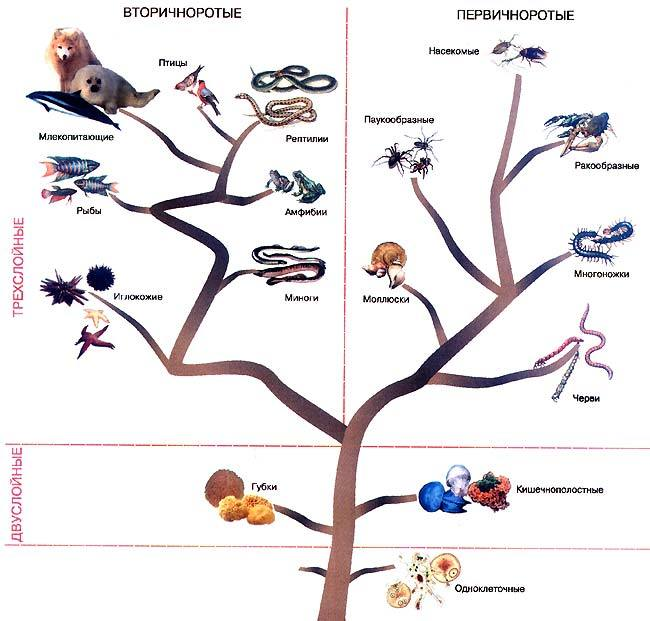 ВТОРИЧНОРОТЫЕ
ПЕРВИЧНОРОТЫЕ
Насекомые
Птицы
Паукообразные
Млекопитающие
Рептилии
Ракообразные
Рыбы
Амфибии
ТРЕХСЛОЙНЫЕ
Многоножки
Иглокожие
Миноги
Моллюски
Черви
ДВУСЛОЙНЫЕ
Губки
Кишечнополостные
Одноклеточные